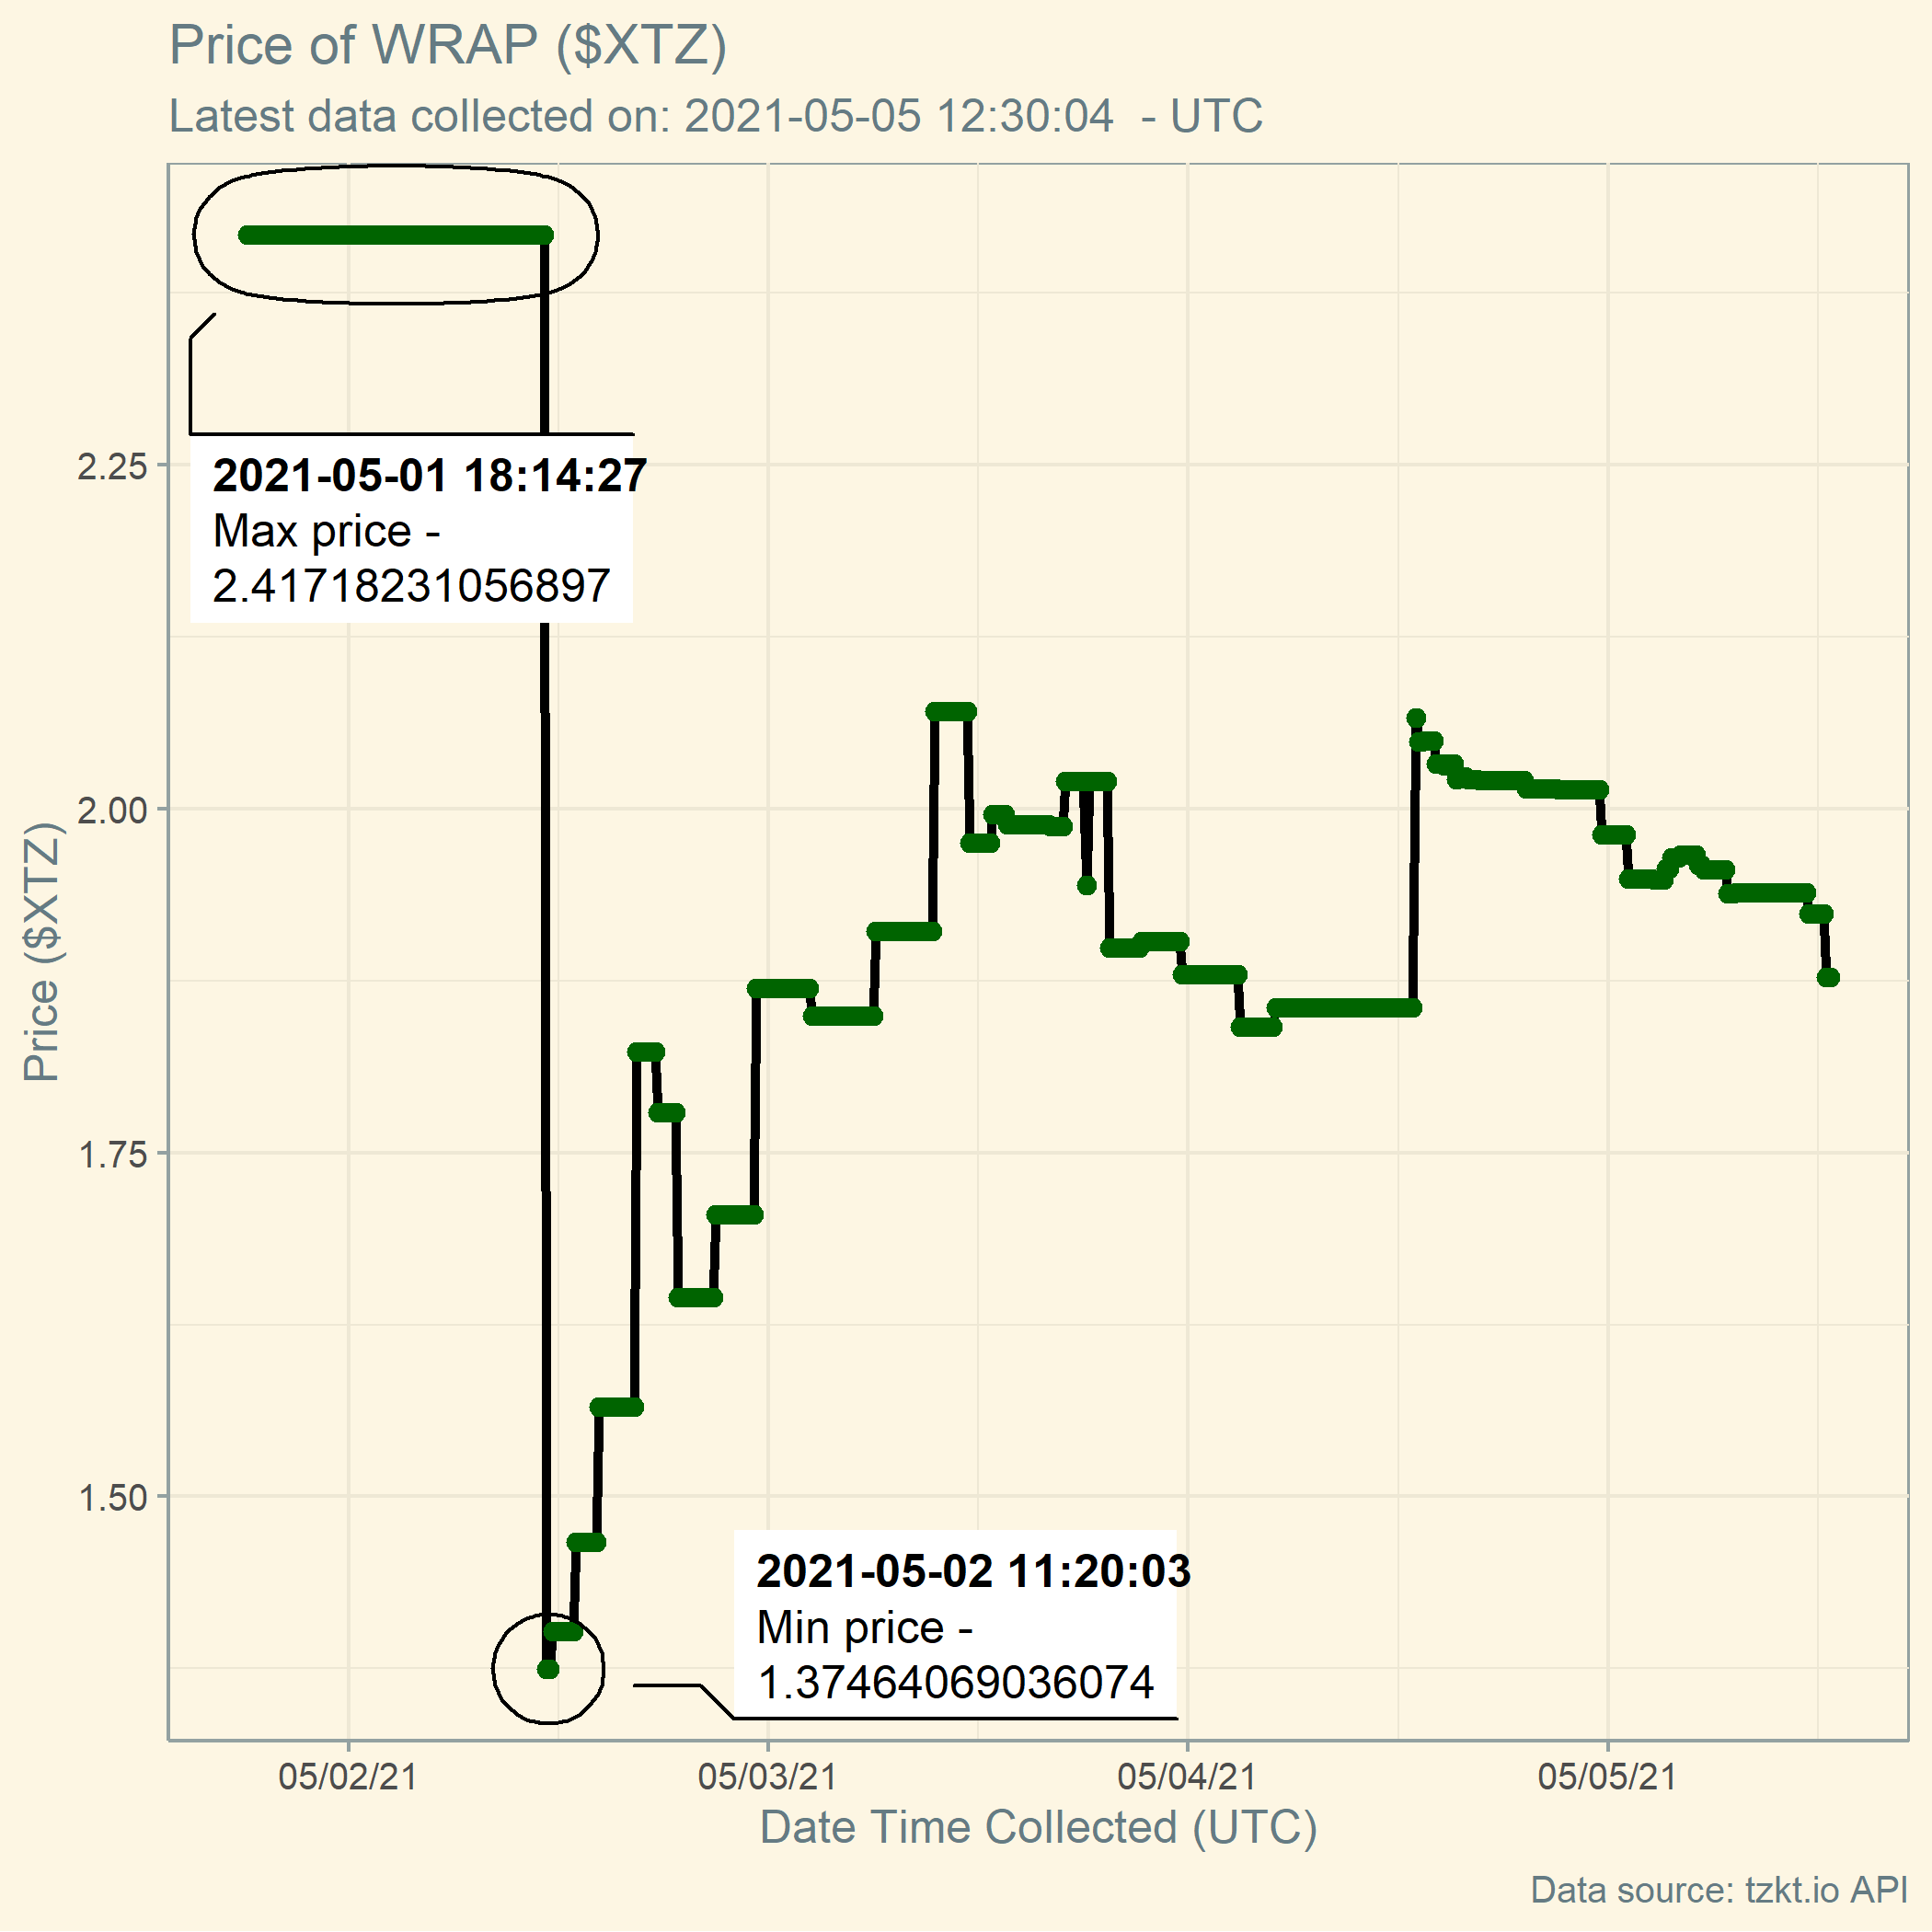 Price of WRAP ($XTZ)
Latest data collected on: 2021-05-05 12:30:04  - UTC
2021-05-01 18:14:27
Max price -
2.417718231056897
2.25
2.00
1.75
1.50
Price ($XTZ)
2021-05-02 11:20:03
Min price -
1.37464069036074
05/02/21
05/03/21
05/04/21
05/05/21
Date Time Collected (UTC)
Data source: tzkt.io API